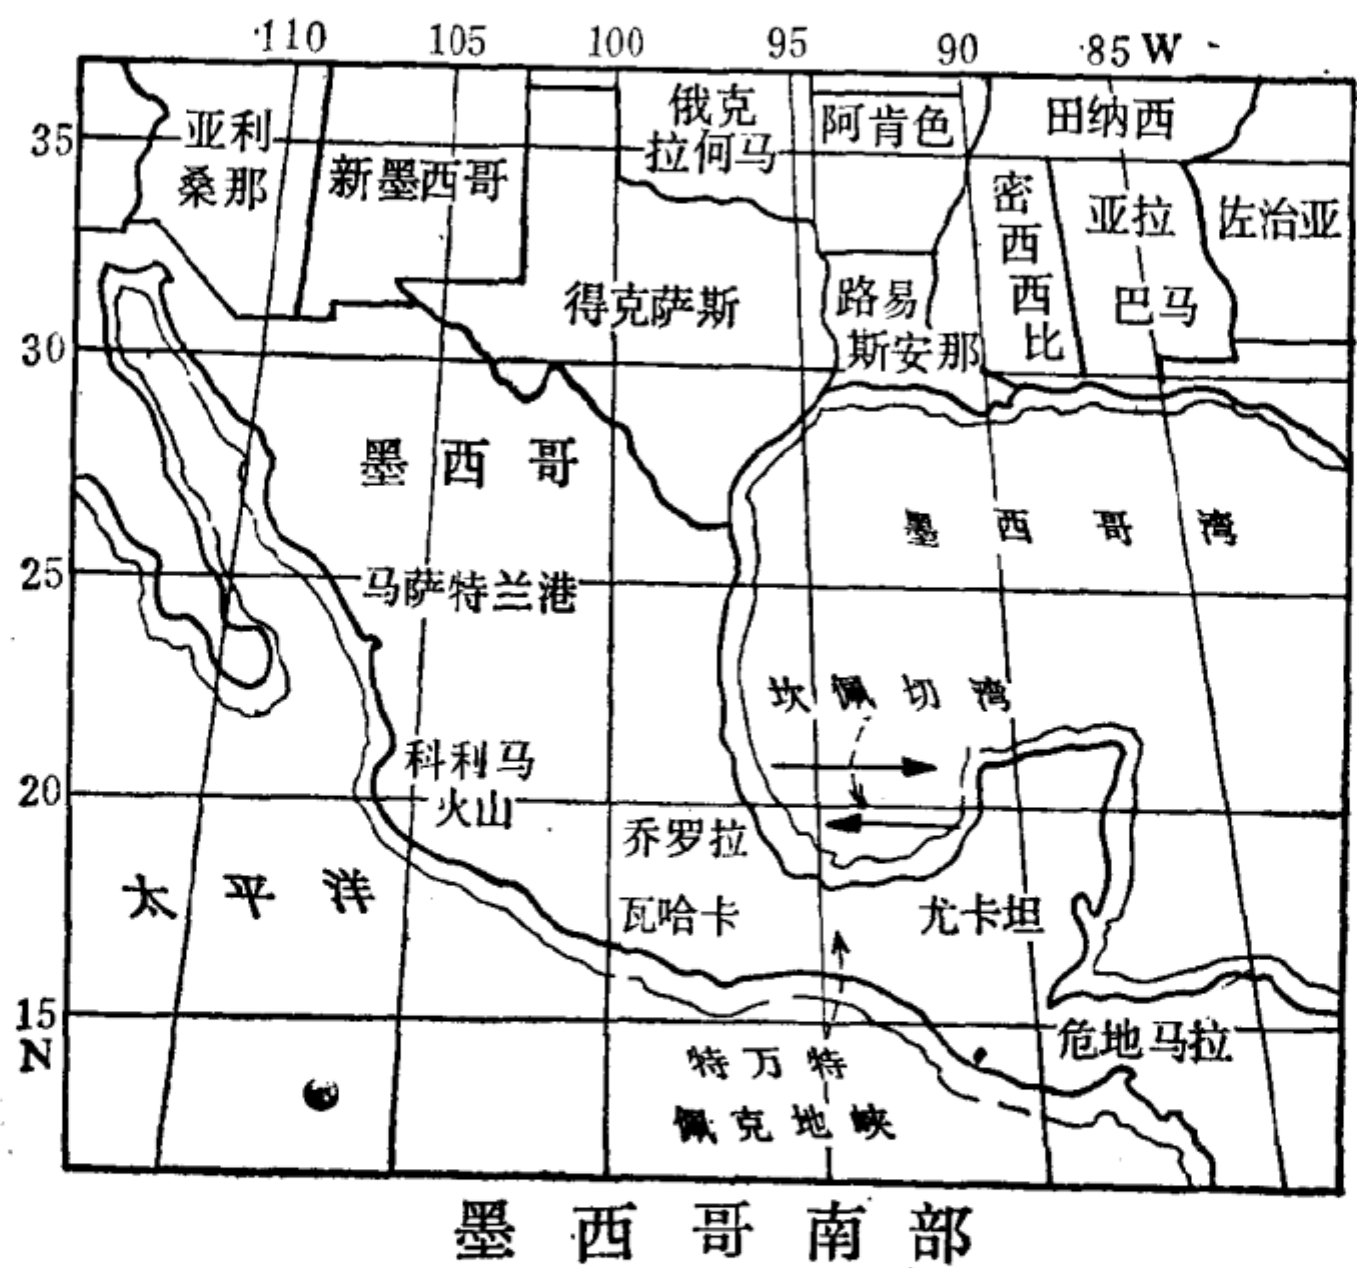 110 105 100 95 90 85 W
35
30
25
20
15
N
亚利
桑那
新墨西哥
俄克
拉何马
阿肯色
田纳西
得克萨斯
路易
斯安那
密
西
西
比
亚拉
巴马
佐治亚
墨西哥
墨西哥湾
马萨特兰港
坎佩切湾
科利马
火山
乔罗拉
瓦哈卡
尤卡坦
太平洋
特万特
佩克地峡
危地马拉
墨西哥南部